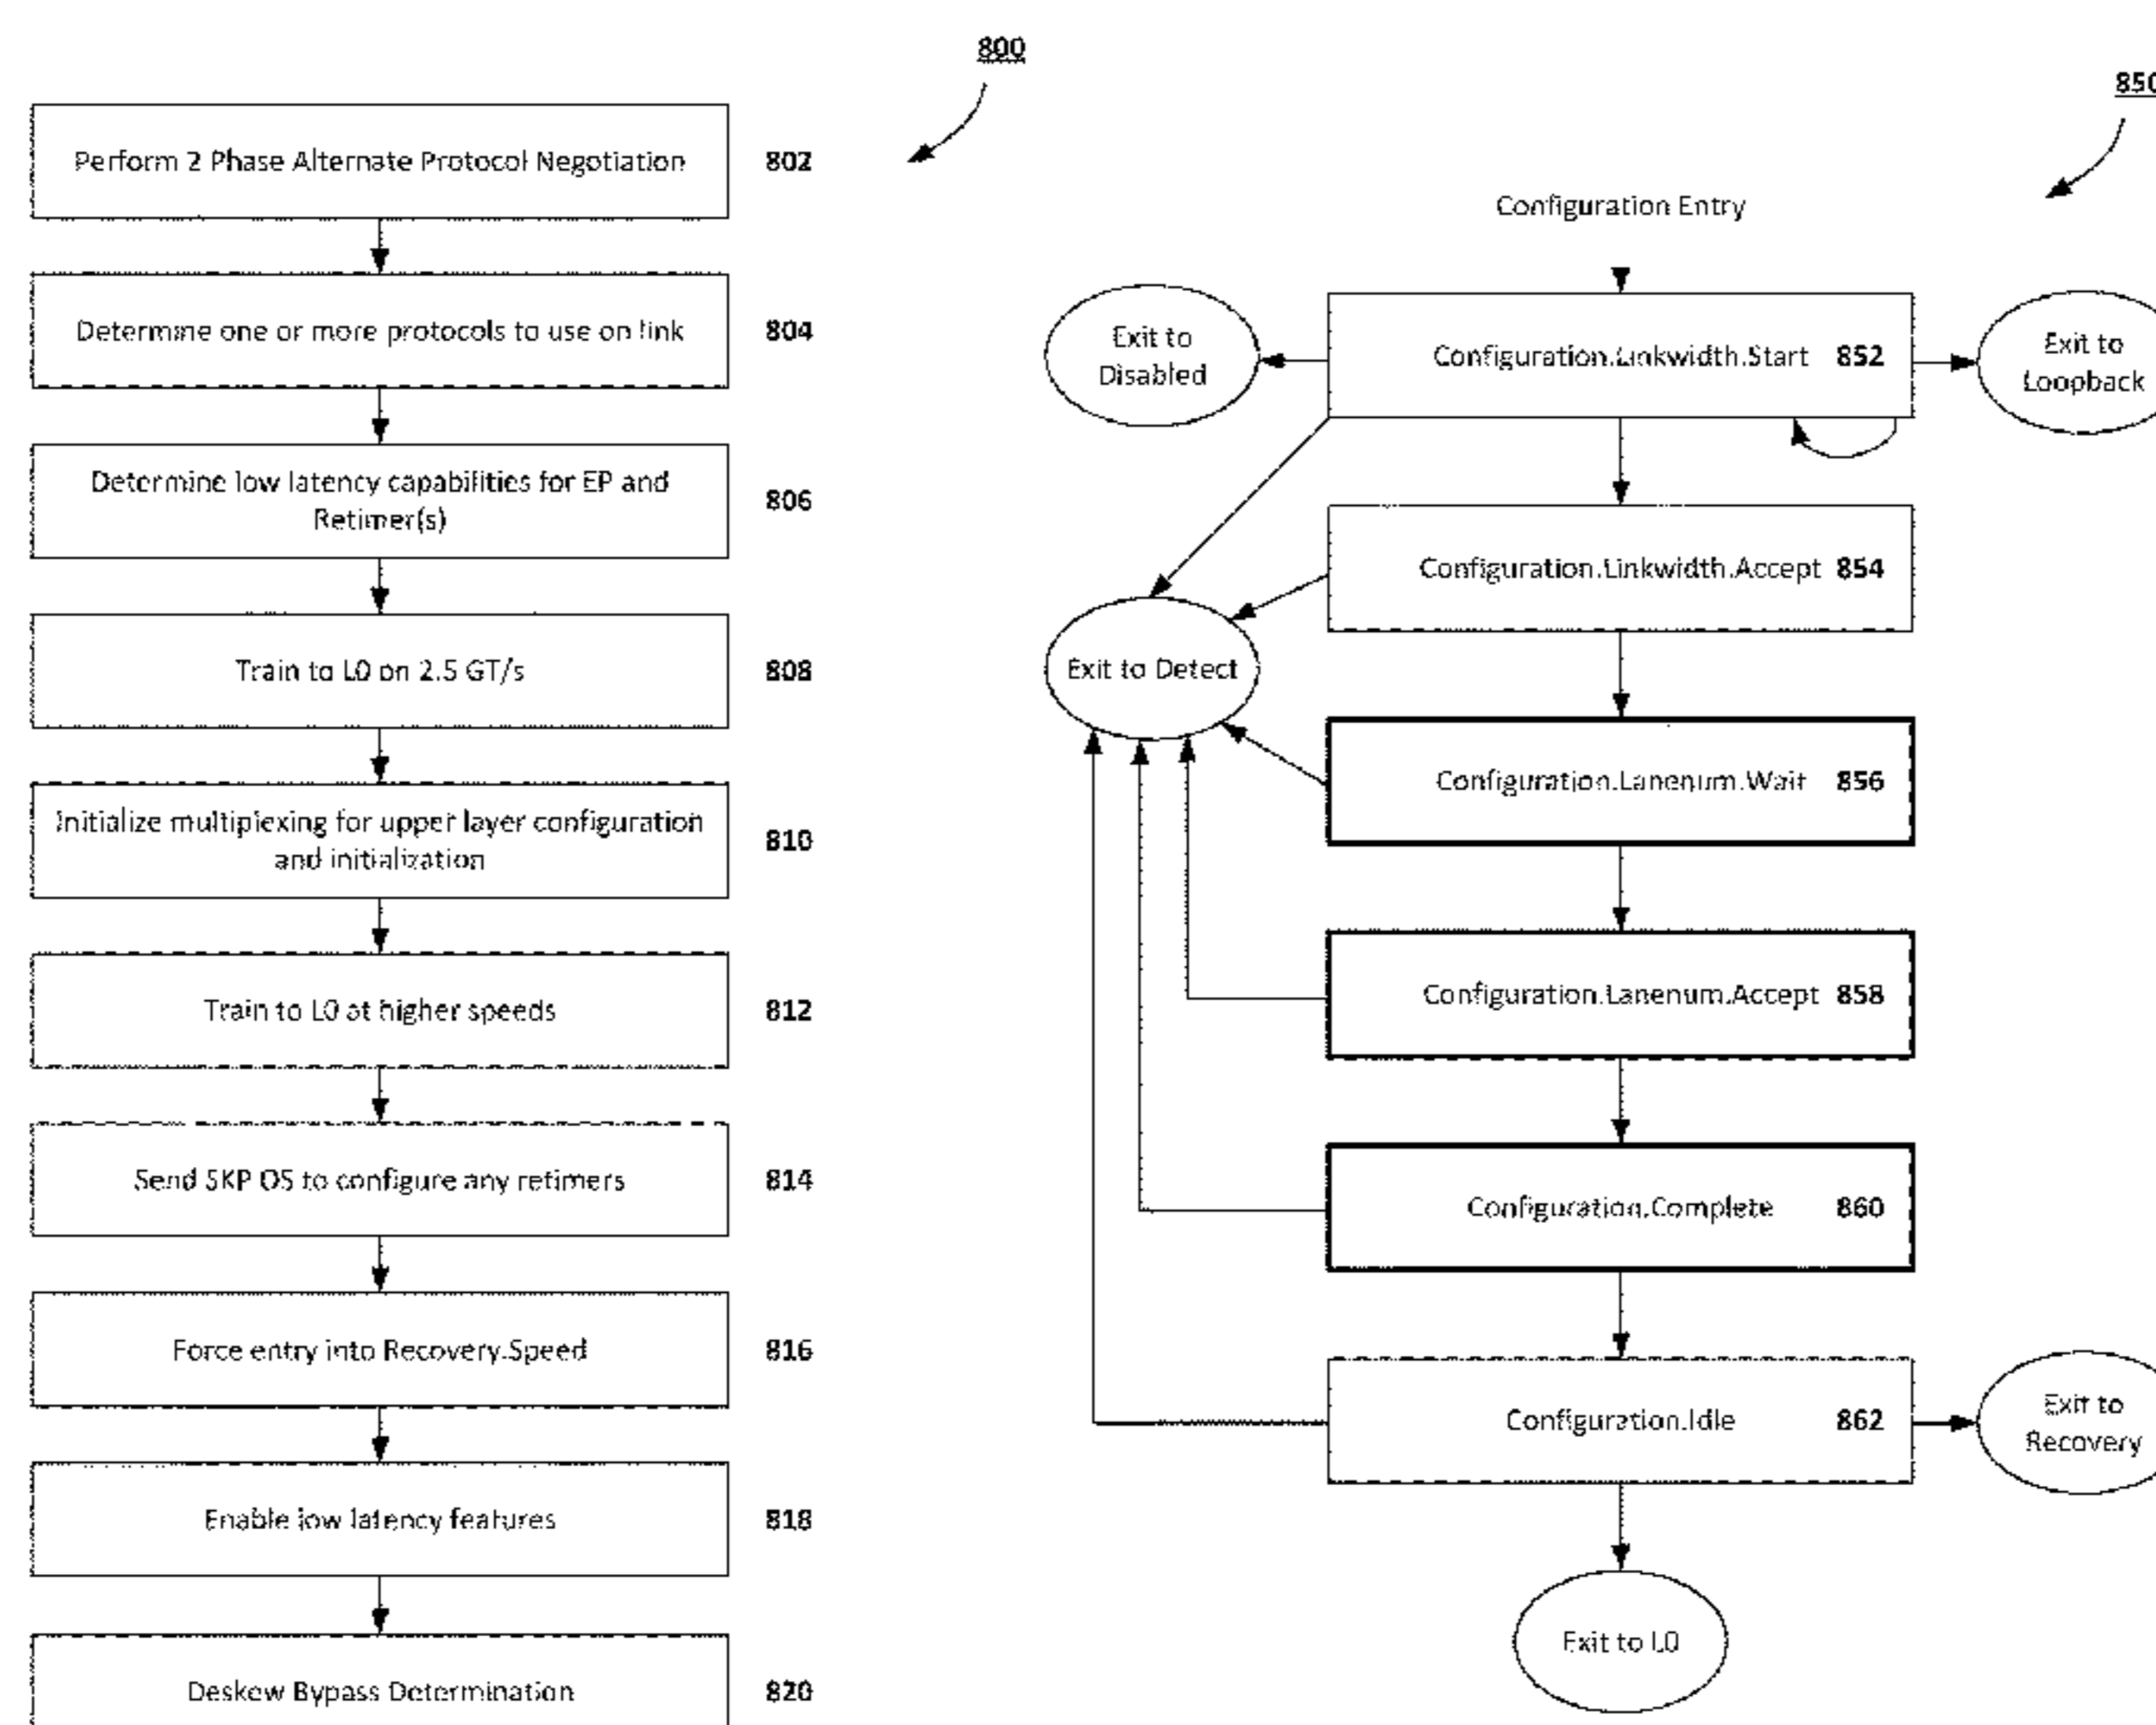 800
Perform 2 Phase Alternate Protocol Negotiation 802
Determine one or more protocols to use on link 804
Determine low latency capabilities for EP and
Retimer(s)
806
Train to L0 on 2.5 GT/s 808
Initialize multiplexing for upper layer configuration
and initialization
810
Train to L0 at higher speeds 812
Send SKP OS to configure any retimers 814
Force entry into Recovery.Speed 816
Enable low latency features 818
Deskew Bypass Determination 820
850
Configuration Entry
Exit to
Disabled
Configuration.Linkwidth.Start 852
Exit to
Loopback
Configuration.Linkwidth.Accept 854
Exit to Detect
Configuration.Lanenum.Wait 856
Configuration.Lanenum.Accept 858
Configuration.Complete 860
Configuration.Idle 862
Exit to
Recovery
Exit to L0